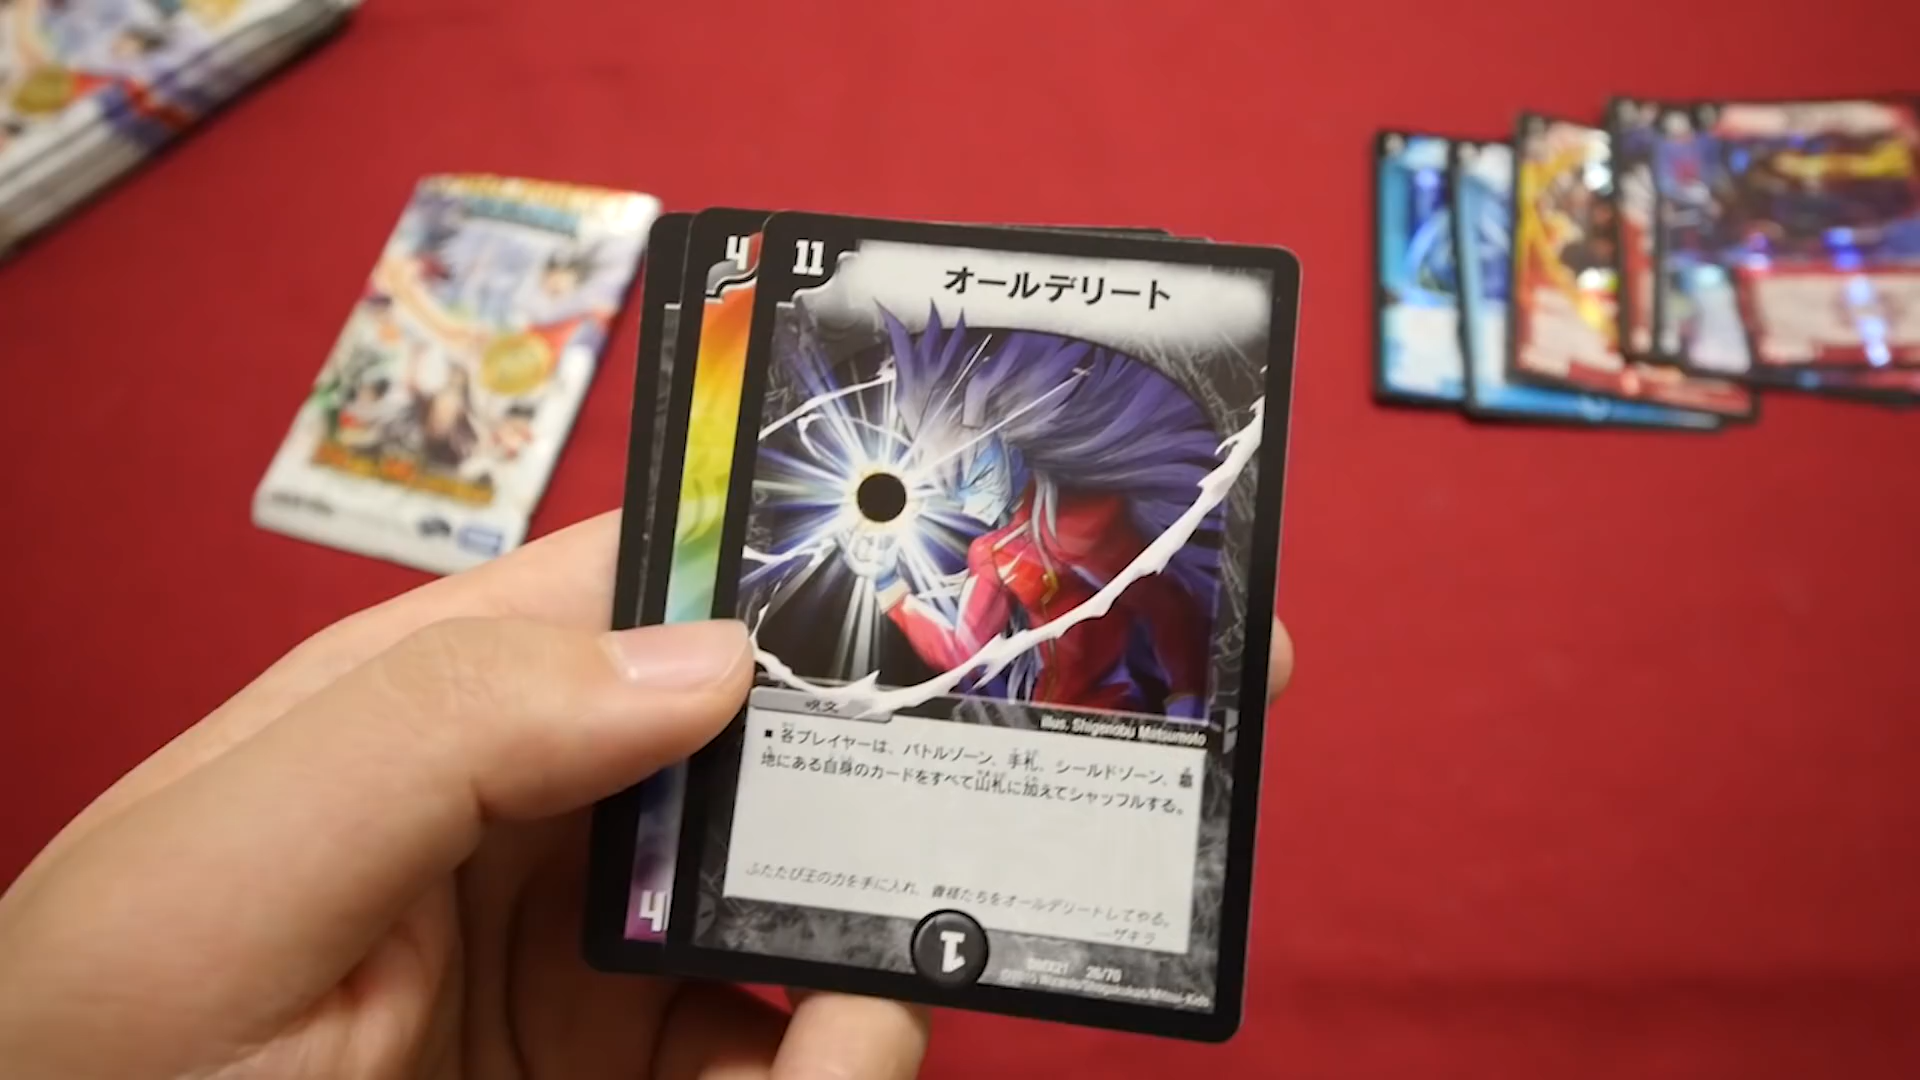 4
11
オールデリート
呪文
illus. Shigenobu Matsumoto
■ 各プレイヤーは、バトルゾーン、手札、シールドゾーン、墓
地にある自身のカードをすべて山札に加えてシャッフルする。
ふたたび王の力を手に入れ、貴様たちをオールデリートしてやる。
—ザキラ
4
1
26/70